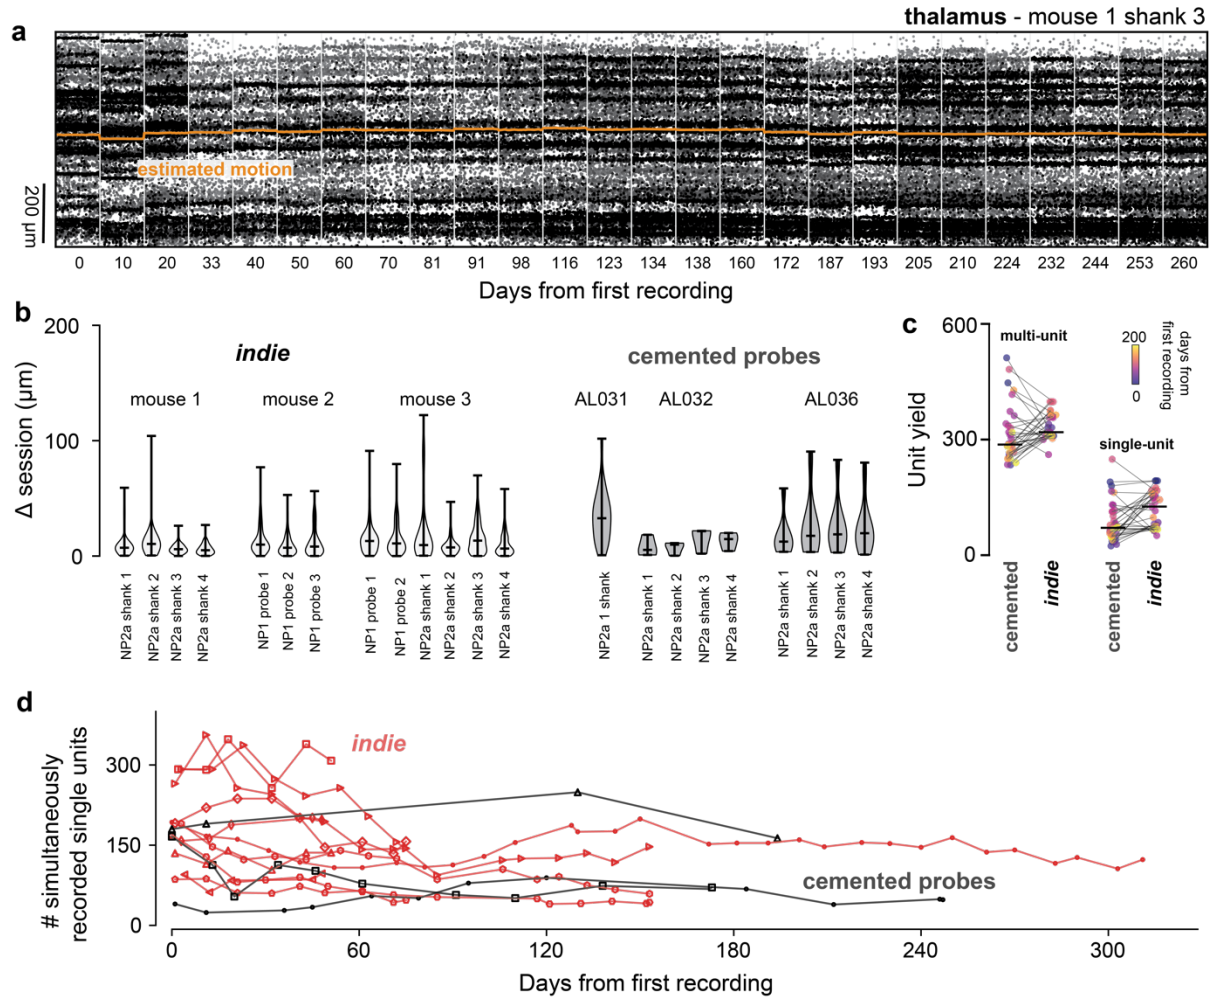 thalamus - mouse 1 shank 3
a
estimated motion
200 µm
0 10 20 33 40 50 60 70 81 91 98 116 123 134 138 160 172 187 193 205 210 224 232 244 253 260
Days from first recording
b
200
100
0
Δ session (µm)
indie
cemented probes
mouse 1
mouse 2
mouse 3
AL031
AL032
AL036
NP2a shank 1
NP2a shank 2
NP2a shank 3
NP2a shank 4
NP1 probe 1
NP1 probe 2
NP1 probe 3
NP1 probe 1
NP1 probe 2
NP2a shank 1
NP2a shank 2
NP2a shank 3
NP2a shank 4
NP2a 1 shank
NP2a shank 1
NP2a shank 2
NP2a shank 3
NP2a shank 4
NP2a shank 1
NP2a shank 2
NP2a shank 3
NP2a shank 4
c
600
300
0
Unit yield
multi-unit
single-unit
200
0
days from
first recording
cemented
indie
cemented
indie
d
300
150
0
# simultaneously
recorded single units
indie
cemented probes
0 60 120 180 240 300
Days from first recording